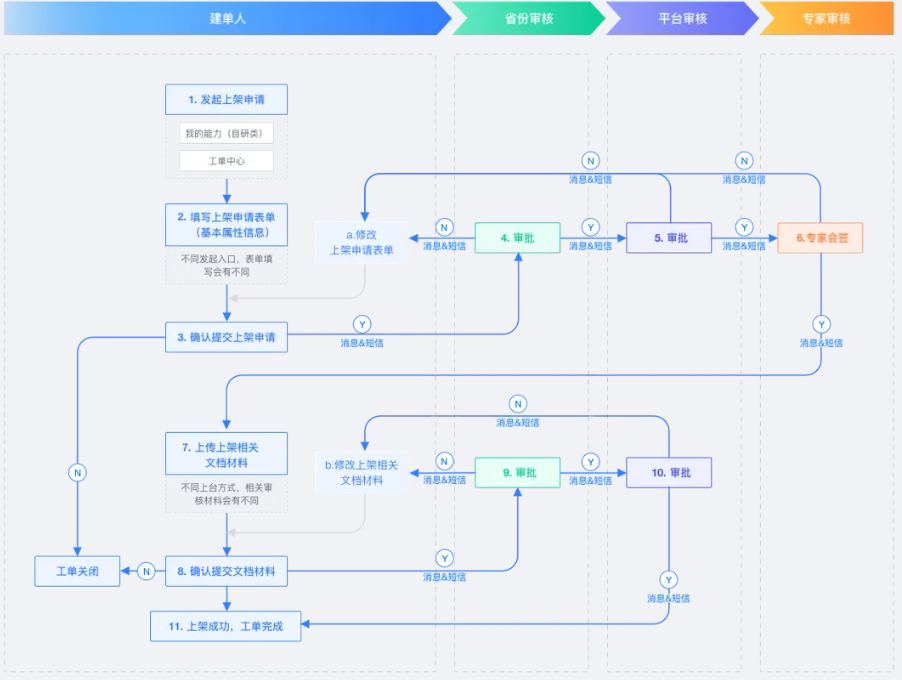 建单人
省份审核
平台审核
专家审核
1. 发起上架申请
我的能力（自研类）
工单中心
2. 填写上架申请表单
（基本属性信息）
不同发起入口，表单填
写会有不同
a.修改
上架申请表单
N
消息&短信
4. 审批
Y
消息&短信
5. 审批
Y
消息&短信
6.专家会签
N
消息&短信
N
消息&短信
3. 确认提交上架申请
Y
消息&短信
Y
消息&短信
N
7. 上传上架相关
文档材料
不同上台方式，相关审
核材料会有不同
b.修改上架相关
文档材料
N
消息&短信
N
消息&短信
9. 审批
Y
消息&短信
10. 审批
工单关闭
N
8. 确认提交文档材料
Y
消息&短信
Y
消息&短信
11. 上架成功，工单完成